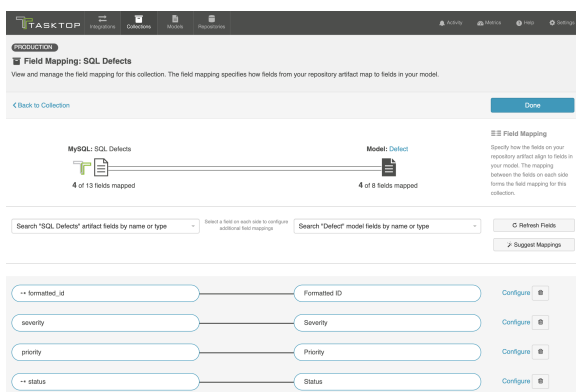 TASKTOP
Integrations
Collections
Models
Repositories
Activity
Metrics
Help
Settings
PRODUCTION
Field Mapping: SQL Defects
View and manage the field mapping for this collection. The field mapping specifies how fields from your repository artifact map to fields in your model.
Back to Collection
Done
MySQL: SQL Defects
Model: Defect
4 of 13 fields mapped
4 of 8 fields mapped
Field Mapping
Specify how the fields on your
repository artifact align to fields in
your model. The mapping
between the fields on each side
forms the field mapping for this
collection.
Search "SQL Defects" artifact fields by name or type
Select a field on each side to configure
additional field mappings
Search "Defect" model fields by name or type
Refresh Fields
Suggest Mappings
formatted_id
Formatted ID
Configure
severity
Severity
Configure
priority
Priority
Configure
status
Status
Configure